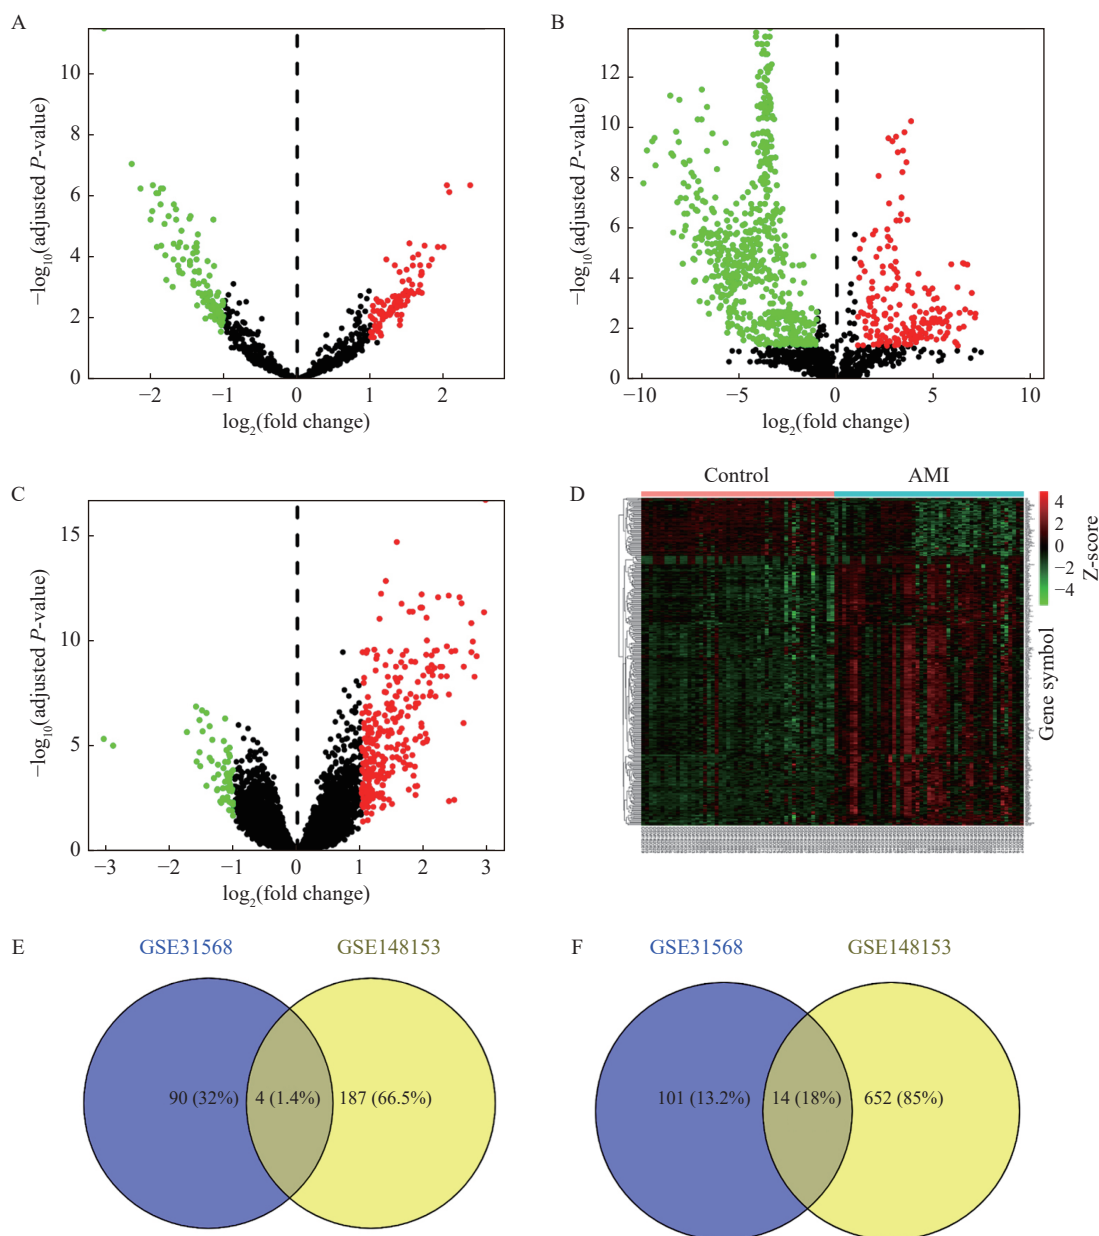 A
10
8
6
4
2
0
−2
−1
0
1
2
−log10(adjusted P-value)
log2(fold change)
B
12
10
8
6
4
2
0
−10
−5
0
5
10
−log10(adjusted P-value)
log2(fold change)
C
15
10
5
0
−3
−2
−1
0
1
2
3
−log10(adjusted P-value)
log2(fold change)
D
Control
AMI
4
2
0
−2
−4
Z-score
Gene symbol
E
GSE31568
GSE148153
90 (32%)
4 (1.4%)
187 (66.5%)
F
GSE31568
GSE148153
101 (13.2%)
14 (18%)
652 (85%)